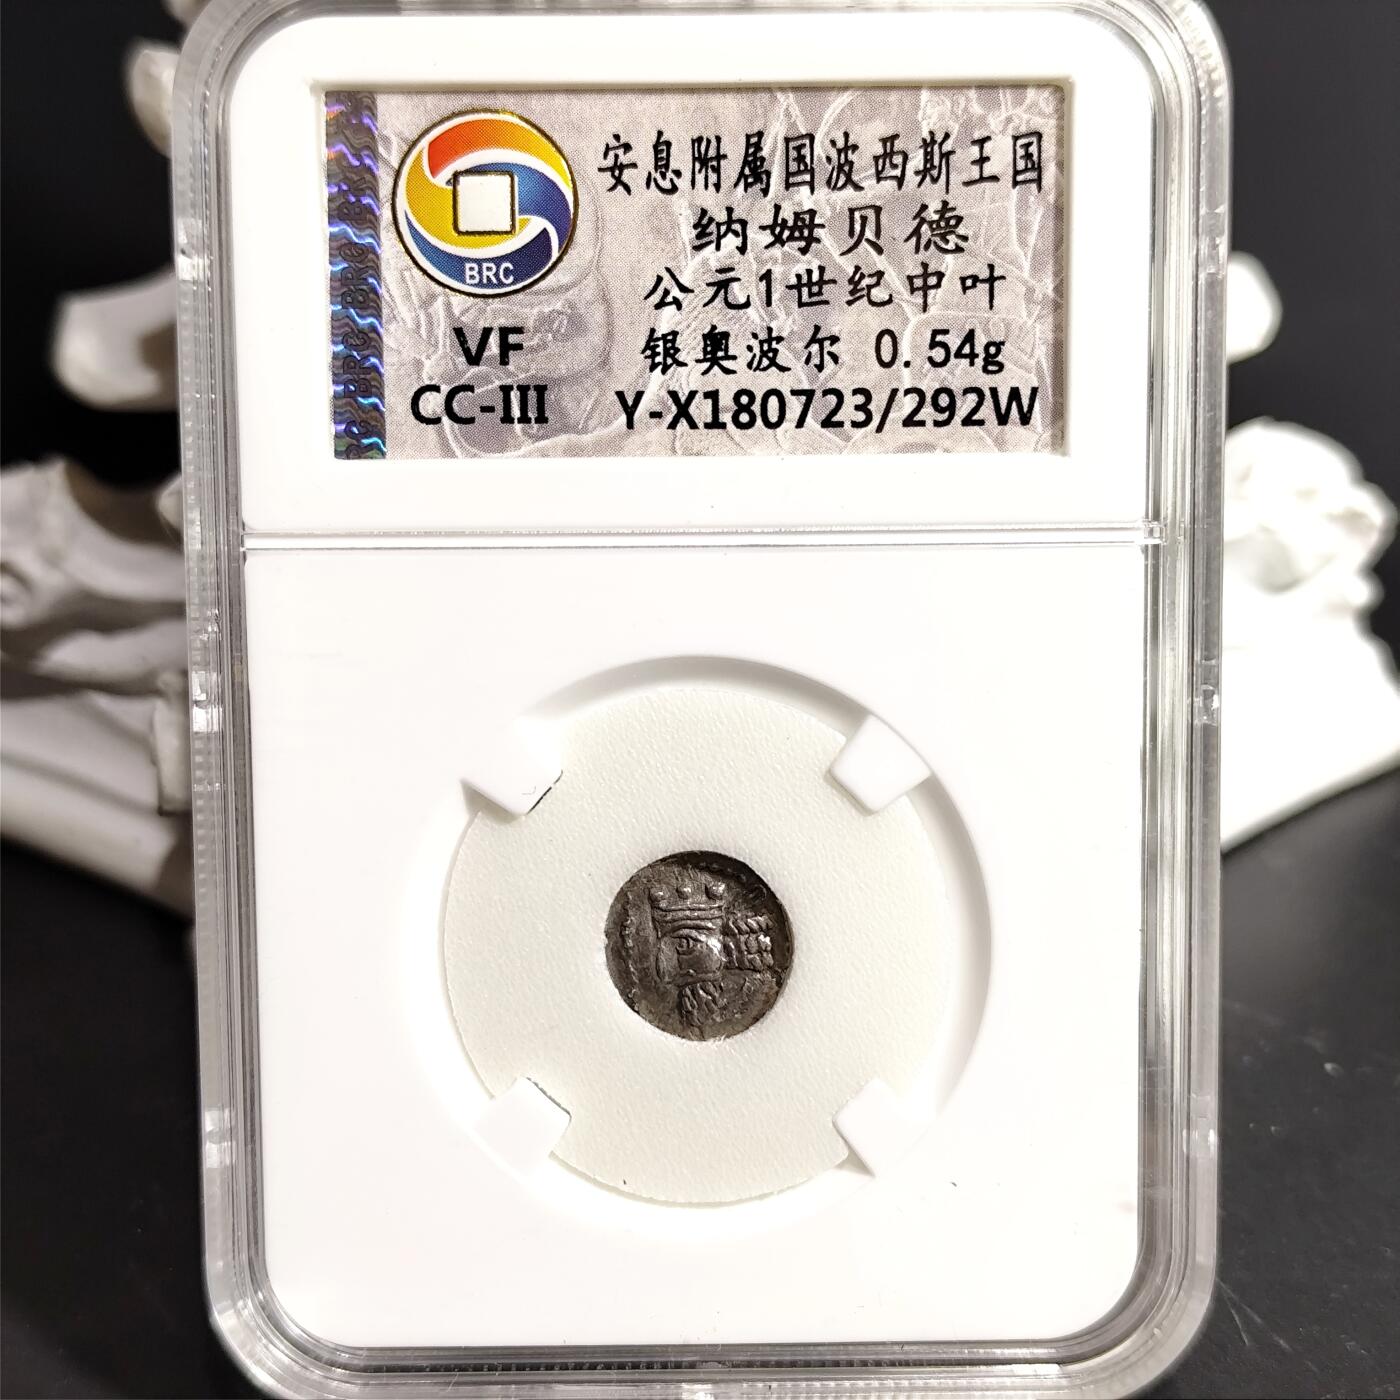 安息附属国波西斯王国
纳姆贝德
公元1世纪中叶
银奥波尔 0.54g
Y-X180723/292W
BRC
VF
CC-III